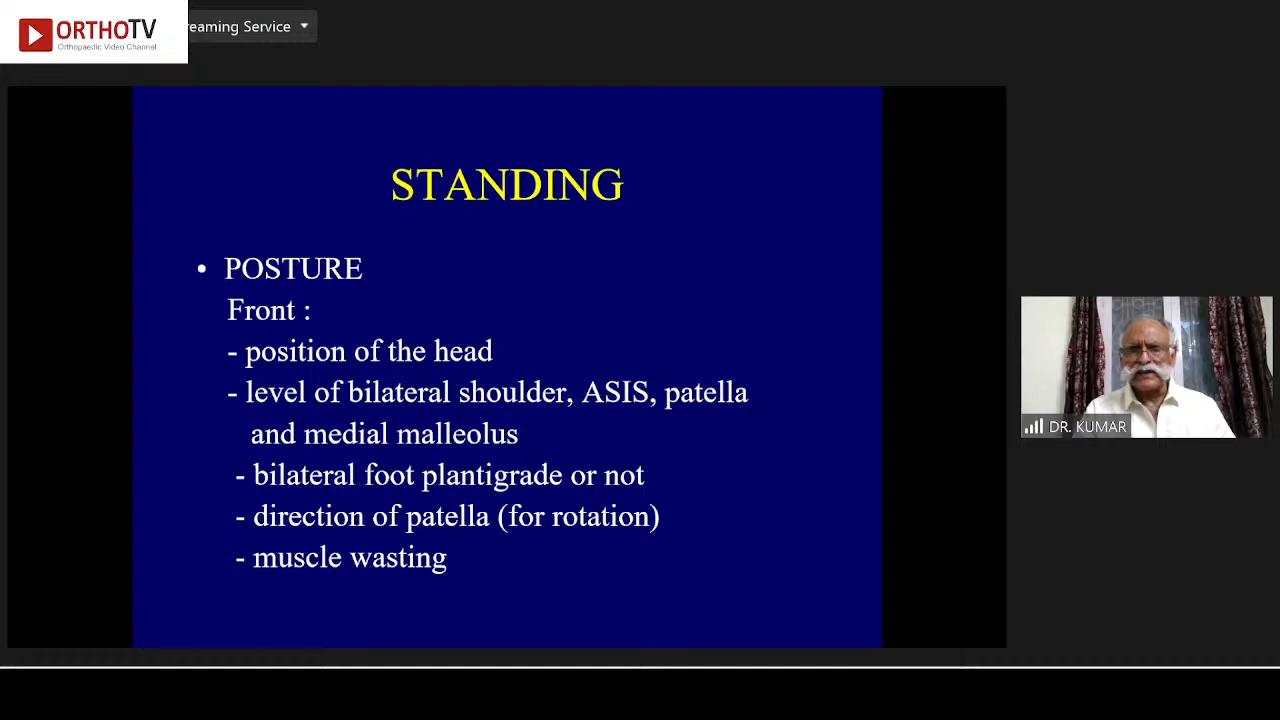 ORTHOTV
Orthopaedic Video Channel
Service
STANDING
• POSTURE
Front :
- position of the head
- level of bilateral shoulder, ASIS, patella
and medial malleolus
- bilateral foot plantigrade or not
- direction of patella (for rotation)
- muscle wasting
DR. KUMAR